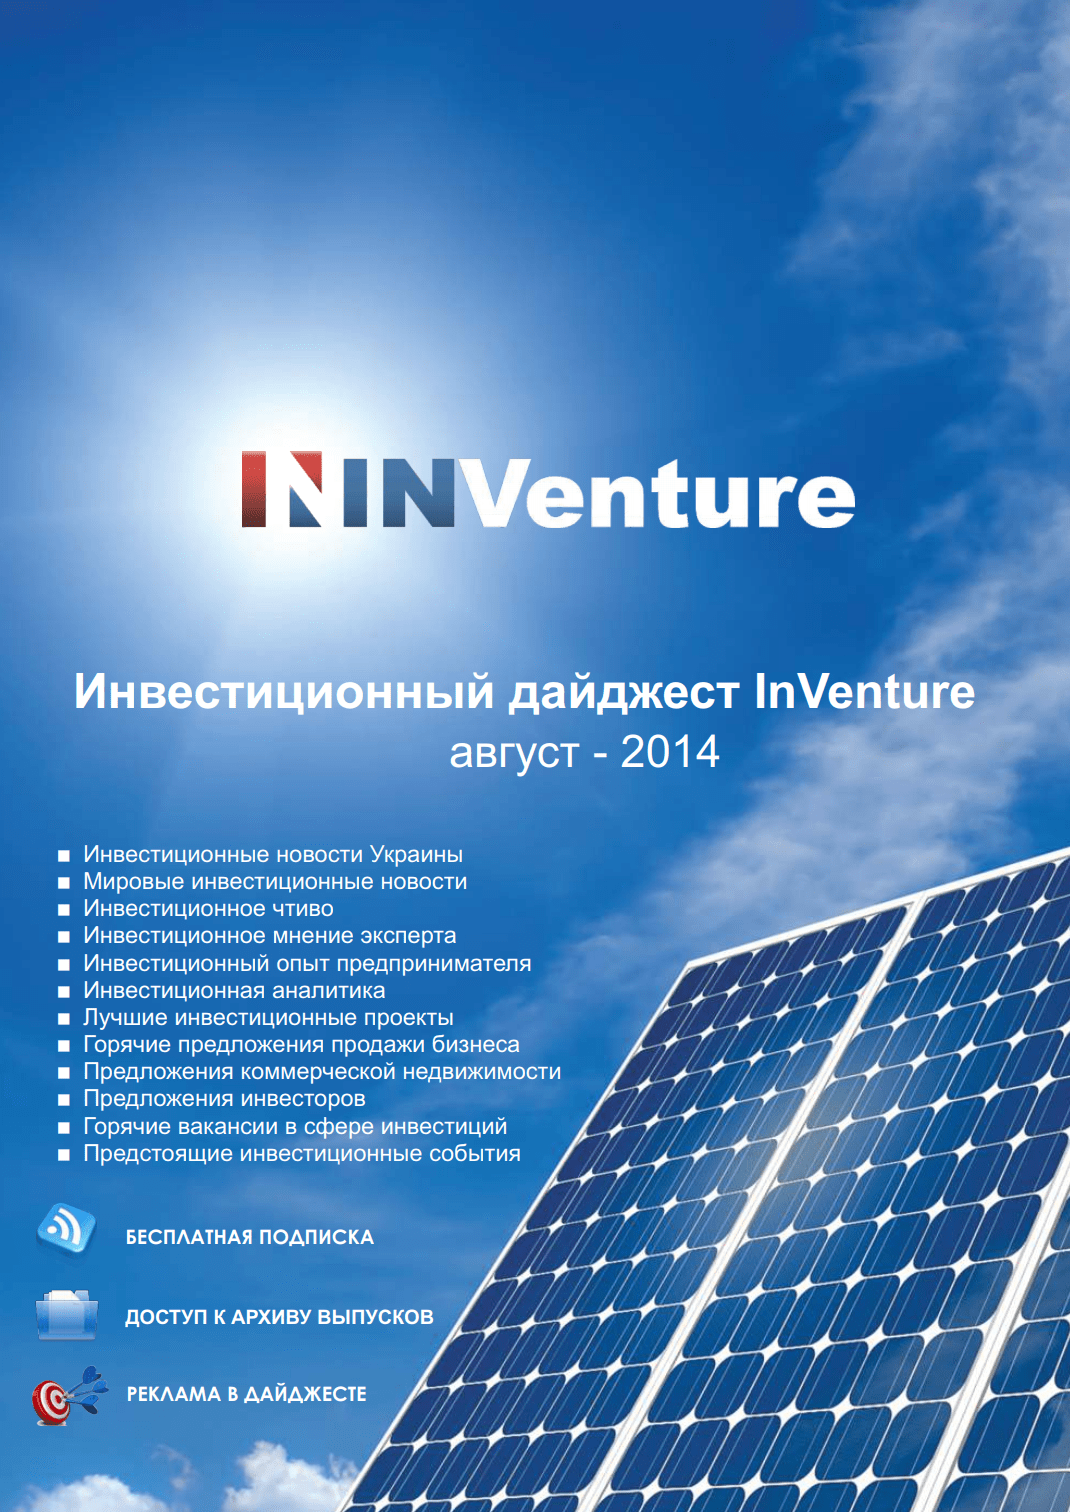 INVenture
Инвестиционный дайджест InVenture
август - 2014
Инвестиционные новости Украины
Мировые инвестиционные новости
Инвестиционное чтиво
Инвестиционное мнение эксперта
Инвестиционный опыт предпринимателя
Инвестиционная аналитика
Лучшие инвестиционные проекты
Горячие предложения продажи бизнеса
Предложения коммерческой недвижимости
Предложения инвесторов
Горячие вакансии в сфере инвестиций
Предстоящие инвестиционные события
БЕСПЛАТНАЯ ПОДПИСКА
ДОСТУП К АРХИВУ ВЫПУСКОВ
РЕКЛАМА В ДАЙДЖЕСТЕ